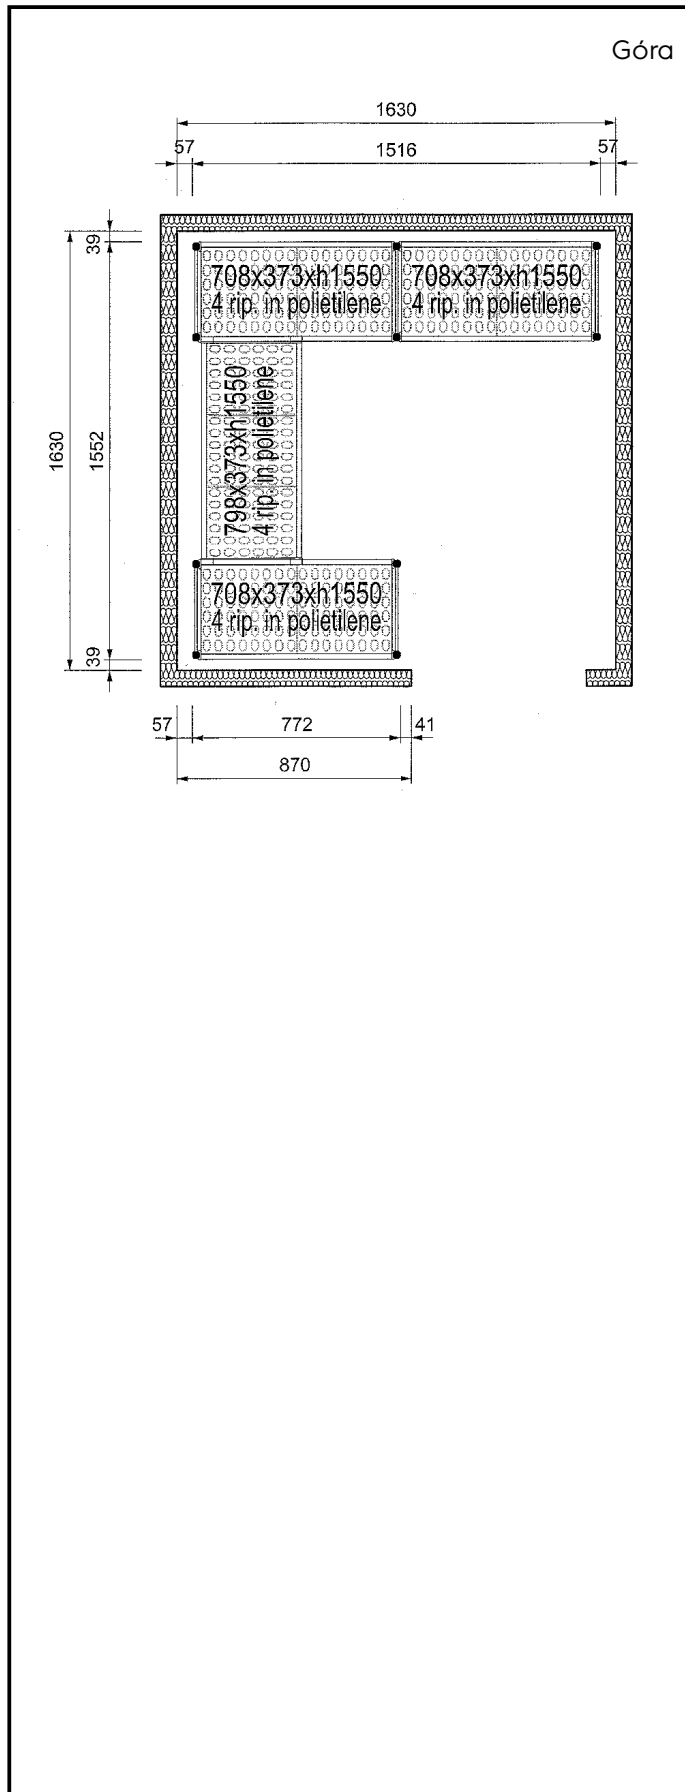 Góra
1630
57 1516 57
39
708x373xh1550 708x373xh1550
4 rip. in polietilene 4 rip. in polietilene
1630
1552
798x373xh1550
4 rip. in polietilene
708x373xh1550
4 rip. in polietilene
39
57 772 41
870